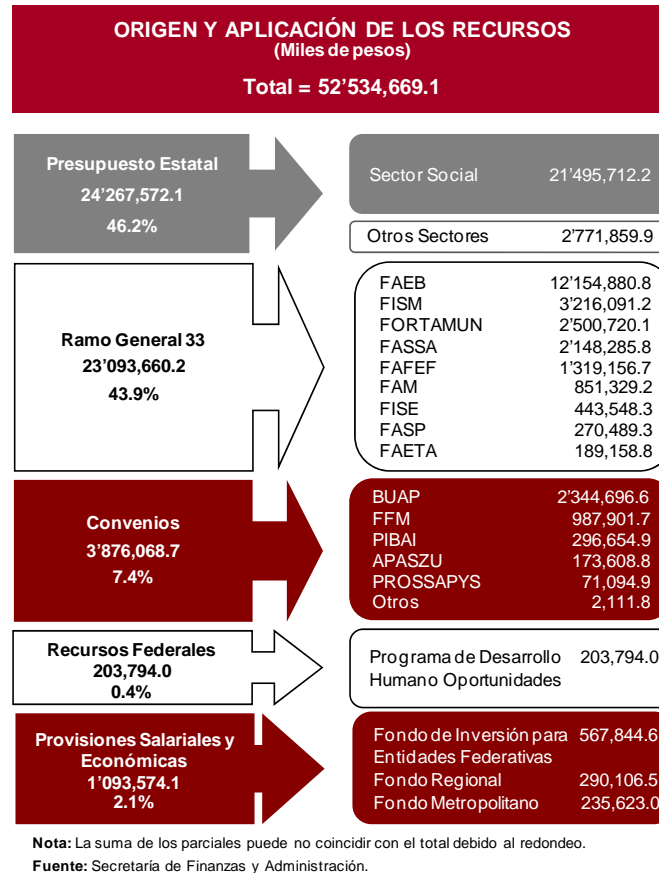 ORIGEN Y APLICACIÓN DE LOS RECURSOS
(Miles de pesos)
Total = 52’534,669.1
Presupuesto Estatal
24’267,572.1
46.2%
Sector Social 21’495,712.2
Otros Sectores 2’771,859.9
Ramo General 33
23’093,660.2
43.9%
FAEB 12’154,880.8
FISM 3’216,091.2
FORTAMUN 2’500,720.1
FASSA 2’148,285.8
FAFEF 1’319,156.7
FAM 851,329.2
FISE 443,548.3
FASP 270,489.3
FAETA 189,158.8
Convenios
3’876,068.7
7.4%
BUAP 2’344,696.6
FFM 987,901.7
PIBAI 296,654.9
APASZU 173,608.8
PROSSAPYS 71,094.9
Otros 2,111.8
Recursos Federales
203,794.0
0.4%
Programa de Desarrollo 203,794.0
Humano Oportunidades
Provisiones Salariales y
Económicas
1’093,574.1
2.1%
Fondo de Inversión para 567,844.6
Entidades Federativas
Fondo Regional 290,106.5
Fondo Metropolitano 235,623.0
Nota: La suma de los parciales puede no coincidir con el total debido al redondeo.
Fuente: Secretaría de Finanzas y Administración.